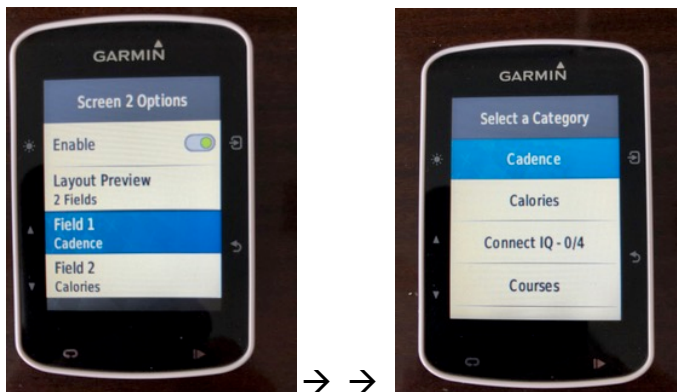 GARMIN
Screen 2 Options
Enable
Layout Preview
2 Fields
Field 1
Cadence
Field 2
Calories
→ →
GARMIN
Select a Category
Cadence
Calories
Connect IQ - 0/4
Courses